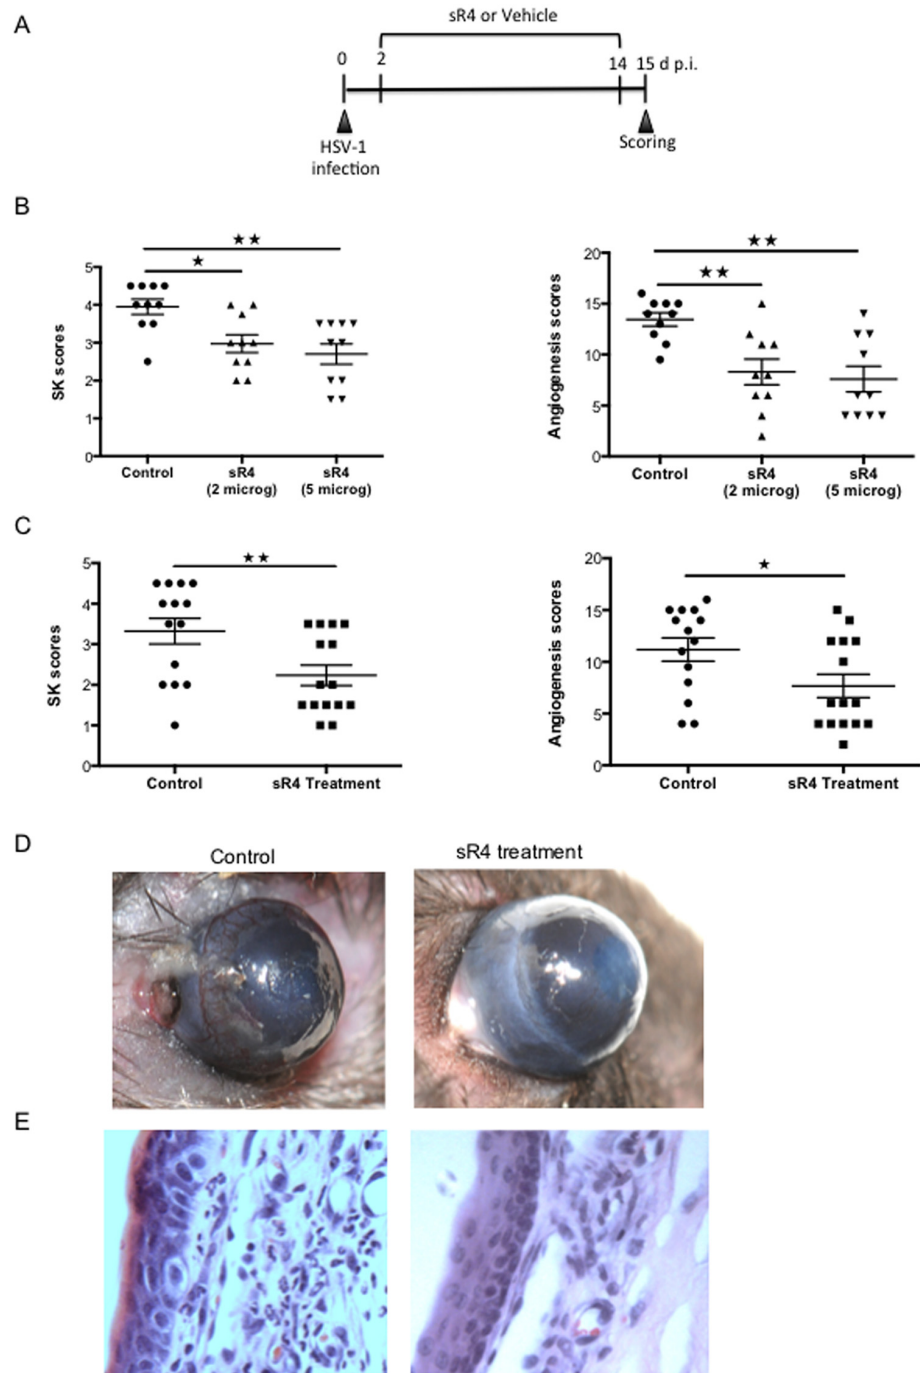 A
sR4 or Vehicle
0 2 14 15 d p.i.
HSV-1
infection
Scoring
B
★★
★
5
4
3
2
1
0
SK scores
Control
sR4
(2 microg)
sR4
(5 microg)
★★
★★
20
15
10
5
0
Angiogenesis scores
Control
sR4
(2 microg)
sR4
(5 microg)
C
★★
5
4
3
2
1
0
SK scores
Control
sR4 Treatment
★
20
15
10
5
0
Angiogenesis scores
Control
sR4 Treatment
D
Control
sR4 treatment
E